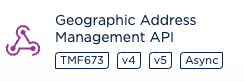 Geographic Address
Management API
TMF673 v4 v5 Async